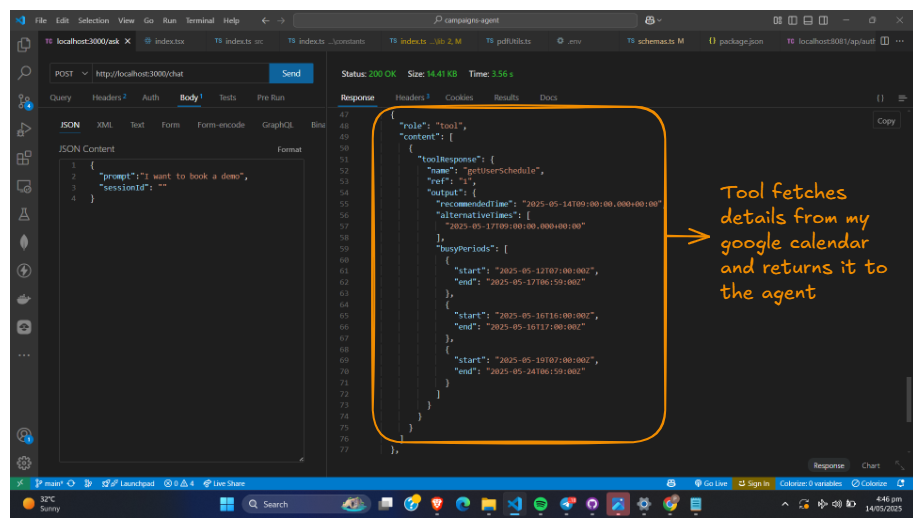 File Edit Selection View Go Run Terminal Help
campaigns-agent
TC localhost:3000/ask
index.tsx
TS index.ts src
TS index.ts ...\constants
TS index.ts ...\lib 2, M
TS pdfUtils.ts
.env
TS schemas.ts M
{} package.json
TC localhost:8081/ap/auth
POST http://localhost:3000/chat Send
Status: 200 OK Size: 14.41 KB Time: 3.56 s
Query Headers 2 Auth Body 1 Tests Pre Run
Response Headers 3 Cookies Results Docs
{}
JSON XML Text Form Form-encode GraphQL Bina
JSON Content Format
1 {
2 "prompt":"I want to book a demo",
3 "sessionId": ""
4 }
Copy
47 {
48 "role": "tool",
49 "content": [
50 {
51 "toolResponse": {
52 "name": "getUserSchedule",
53 "ref": "1",
54 "output": {
55 "recommendedTime": "2025-05-14T09:00:00.000+00:00"
56 "alternativeTimes": [
57 "2025-05-17T09:00:00.000+00:00"
58 ],
59 "busyPeriods": [
60 {
61 "start": "2025-05-12T07:00:00Z",
62 "end": "2025-05-17T06:59:00Z"
63 },
64 {
65 "start": "2025-05-16T16:00:00Z",
66 "end": "2025-05-16T17:00:00Z"
67 },
68 {
69 "start": "2025-05-19T07:00:00Z",
70 "end": "2025-05-24T06:59:00Z"
71 }
72 ]
73 }
74 }
75 }
76 ]
77 },
Tool fetches
details from my
google calendar
and returns it to
the agent
Response Chart
main* Launchpad 0 4 Live Share
Go Live Sign In Colorize: 0 variables Colorize
32°C
Sunny
Search
4:46 pm
14/05/2025